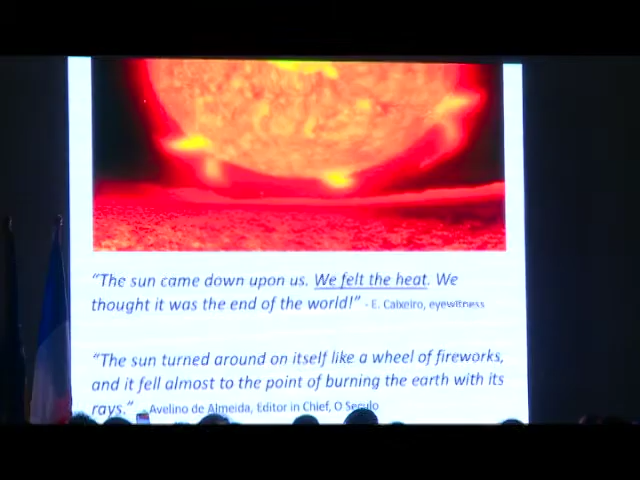 “The sun came down upon us. We felt the heat. We
thought it was the end of the world!” - E. Caixeiro, eyewitness
“The sun turned around on itself like a wheel of fireworks,
and it fell almost to the point of burning the earth with its
rays.” - Avelino de Almeida, Editor in Chief, O Seculo